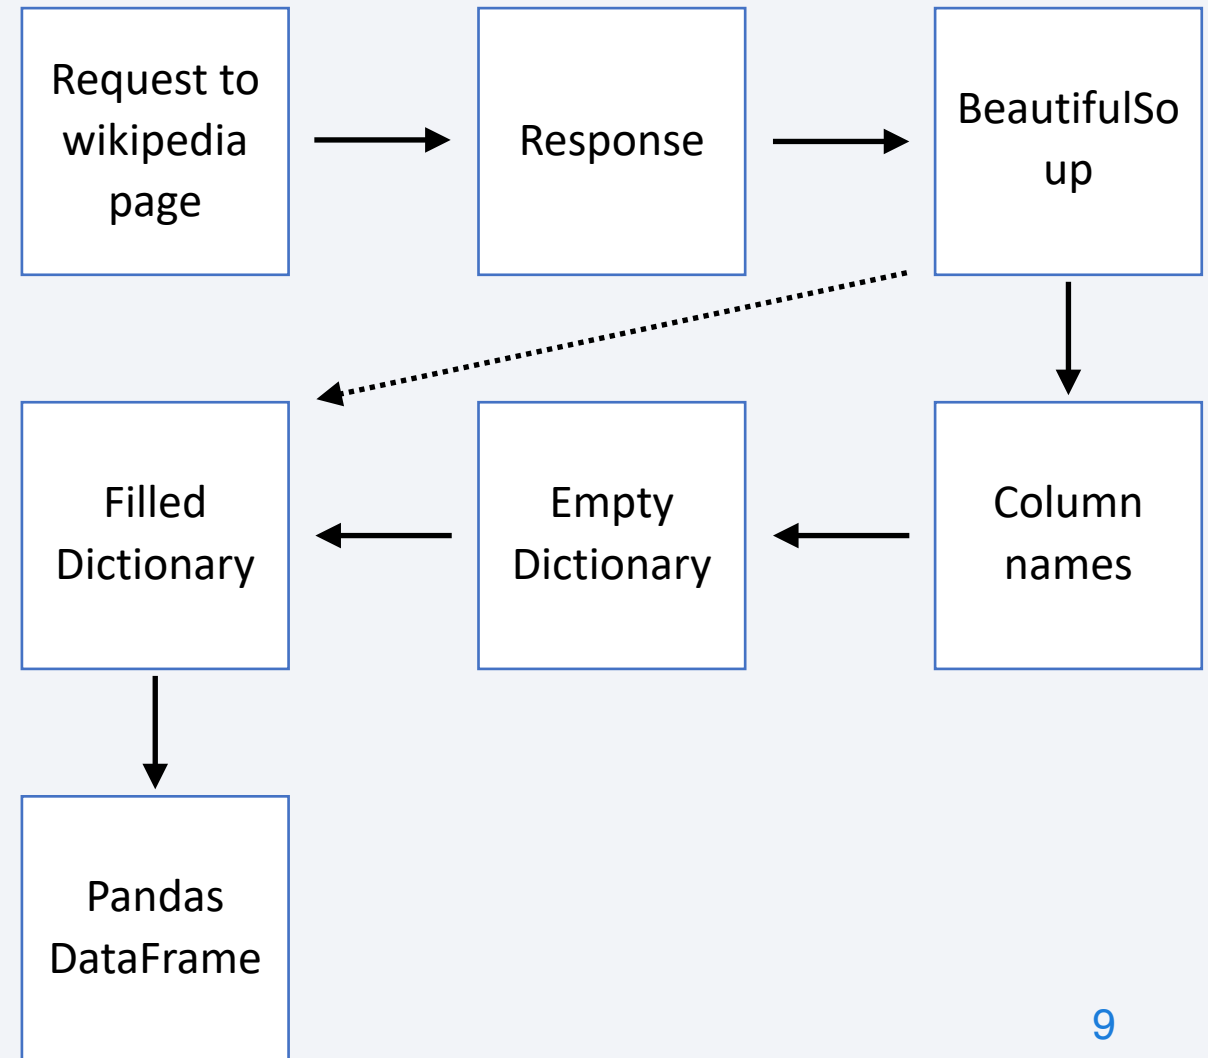 Request to
wikipedia
page
Response
BeautifulSo
up
Filled
Dictionary
Empty
Dictionary
Column
names
Pandas
DataFrame
9